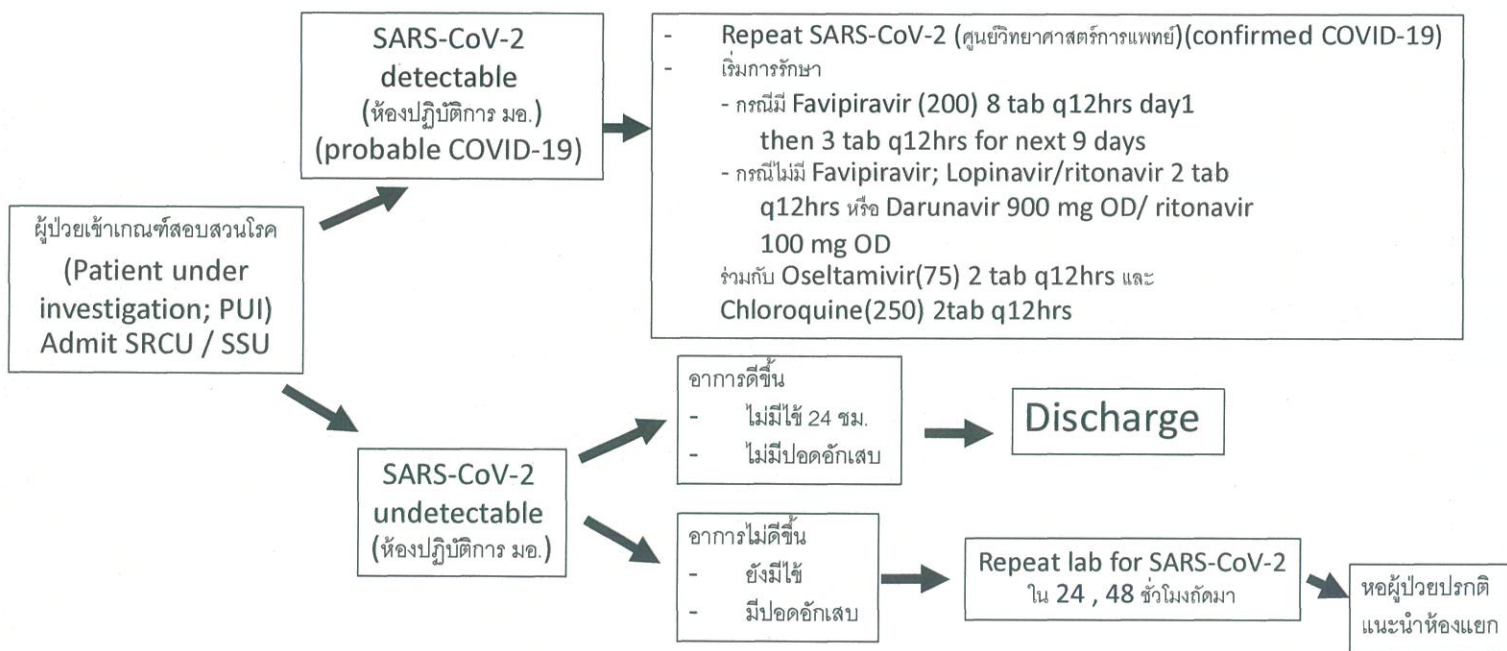 ผู้ป่วยเข้าเกณฑ์สอบสวนโรค
(Patient under
investigation; PUI)
Admit SRCU / SSU
SARS-CoV-2
detectable
(ห้องปฏิบัติการ มอ.)
(probable COVID-19)
- Repeat SARS-CoV-2 (ศูนย์วิทยาศาสตร์การแพทย์)(confirmed COVID-19)
- เริ่มการรักษา
- กรณีมี Favipiravir (200) 8 tab q12hrs day1
then 3 tab q12hrs for next 9 days
- กรณีไม่มี Favipiravir; Lopinavir/ritonavir 2 tab
q12hrs หรือ Darunavir 900 mg OD/ ritonavir
100 mg OD
ร่วมกับ Oseltamivir(75) 2 tab q12hrs และ
Chloroquine(250) 2tab q12hrs
SARS-CoV-2
undetectable
(ห้องปฏิบัติการ มอ.)
อาการดีขึ้น
- ไม่มีไข้ 24 ชม.
- ไม่มีปอดอักเสบ
Discharge
อาการไม่ดีขึ้น
- ยังมีไข้
- มีปอดอักเสบ
Repeat lab for SARS-CoV-2
ใน 24 , 48 ชั่วโมงถัดมา
หอผู้ป่วยปรกติ
แนะนำห้องแยก